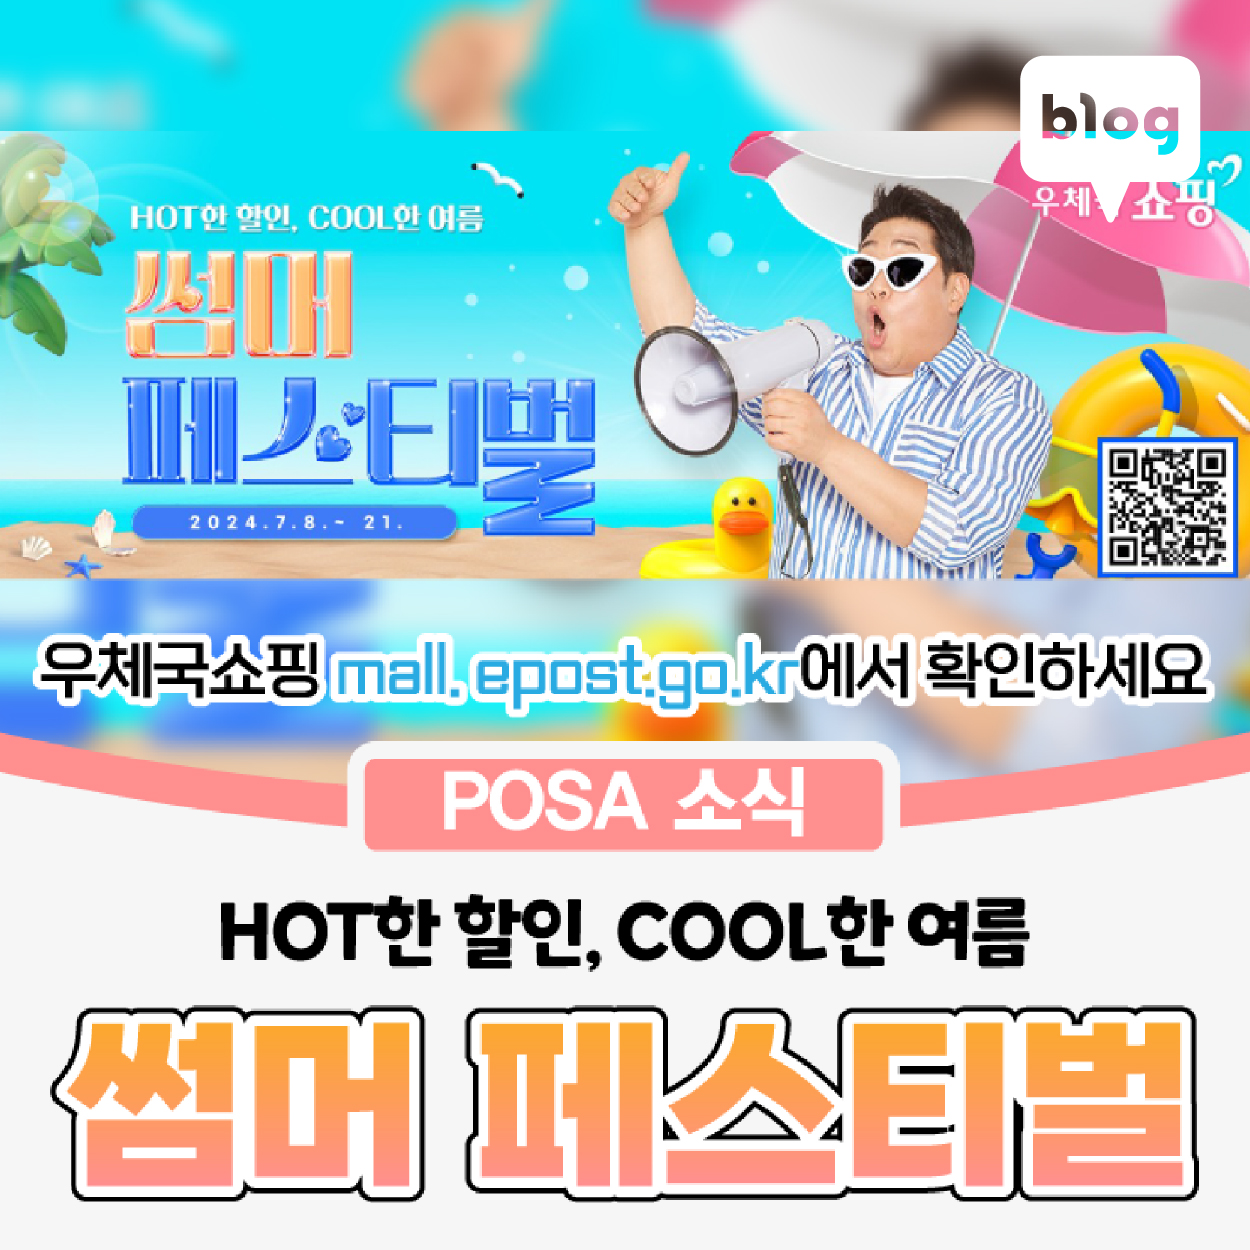 blog
우체국 쇼핑
HOT한 할인, COOL한 여름
썸머
페스티벌
2024.7.8.~ 21.
우체국쇼핑 mall. epost.go.kr에서 확인하세요
POSA 소식
HOT한 할인, COOL한 여름
썸머 페스티벌